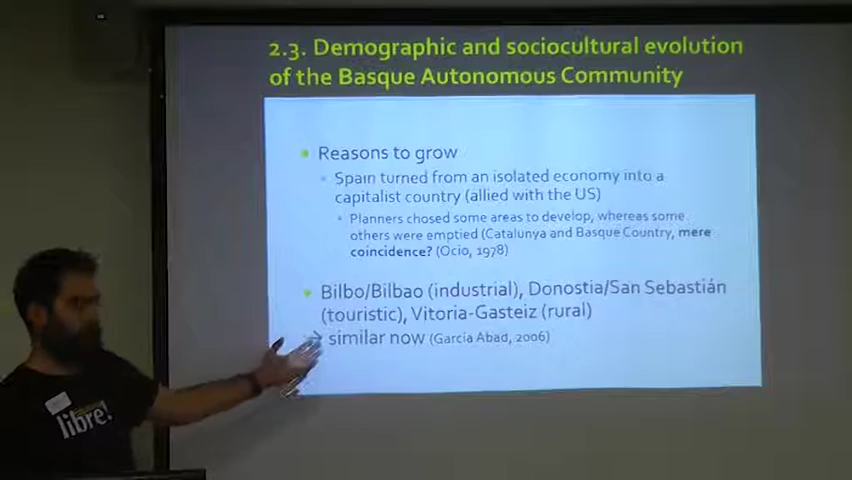 2.3. Demographic and sociocultural evolution
of the Basque Autonomous Community
Reasons to grow
Spain turned from an isolated economy into a
capitalist country (allied with the US)
Planners chosed some areas to develop, whereas some
others were emptied (Catalunya and Basque Country, mere
coincidence? (Ocio, 1978)
Bilbo/Bilbao (industrial), Donostia/San Sebastián
(touristic), Vitoria-Gasteiz (rural)
→ similar now (García Abad, 2006)
libre!